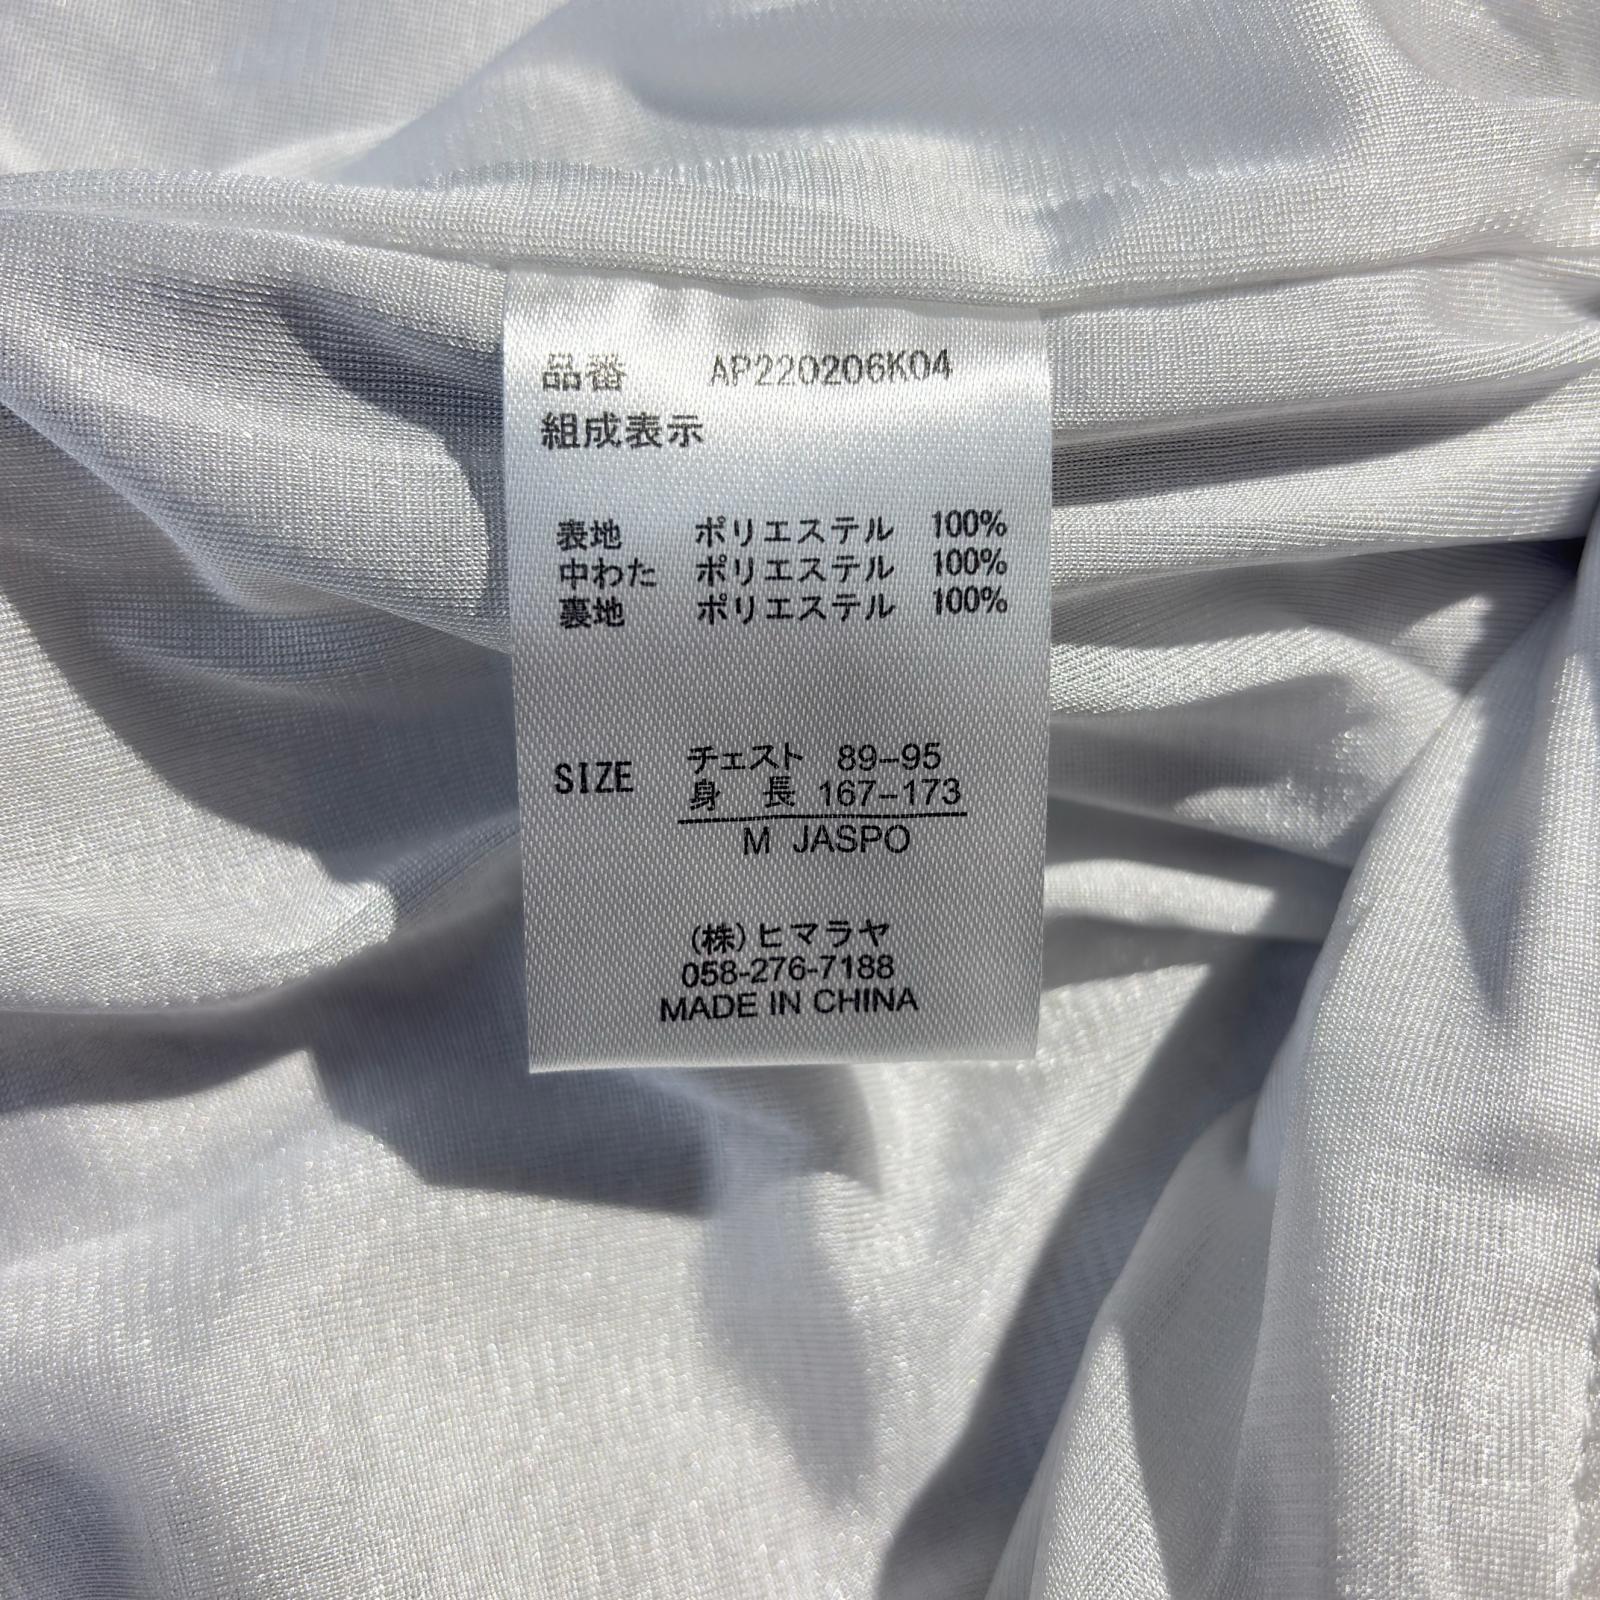 品番 AP220206K04
組成表示
表地 ポリエステル 100%
中わた ポリエステル 100%
裏地 ポリエステル 100%
SIZE
チェスト 89-95
身 長 167-173
M JASPO
(株)ヒマラヤ
058-276-7188
MADE IN CHINA